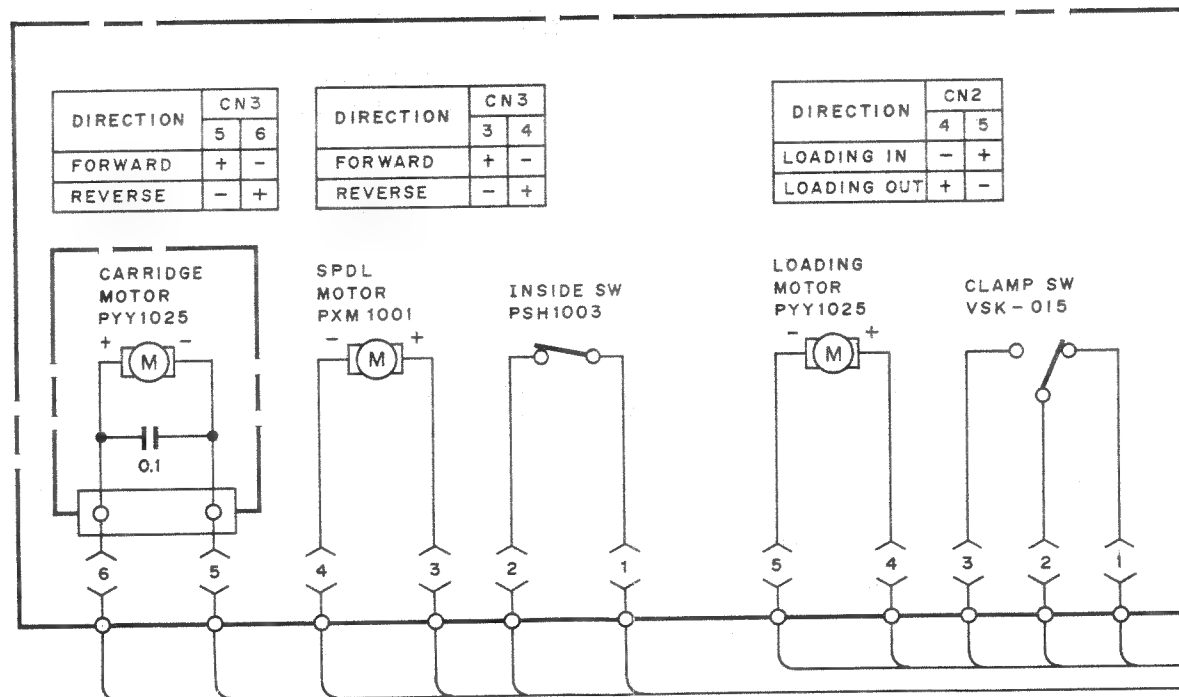 DIRECTION CN3
5 6
FORWARD + −
REVERSE − +
DIRECTION CN3
3 4
FORWARD + −
REVERSE − +
DIRECTION CN2
4 5
LOADING IN − +
LOADING OUT + −
CARRIDGE
MOTOR
PYY1025
+ −
M
0.1
SPDL
MOTOR
PXM1001
− +
M
INSIDE SW
PSH1003
LOADING
MOTOR
PYY1025
− +
M
CLAMP SW
VSK-015
6 5 4 3 2 1 5 4 3 2 1